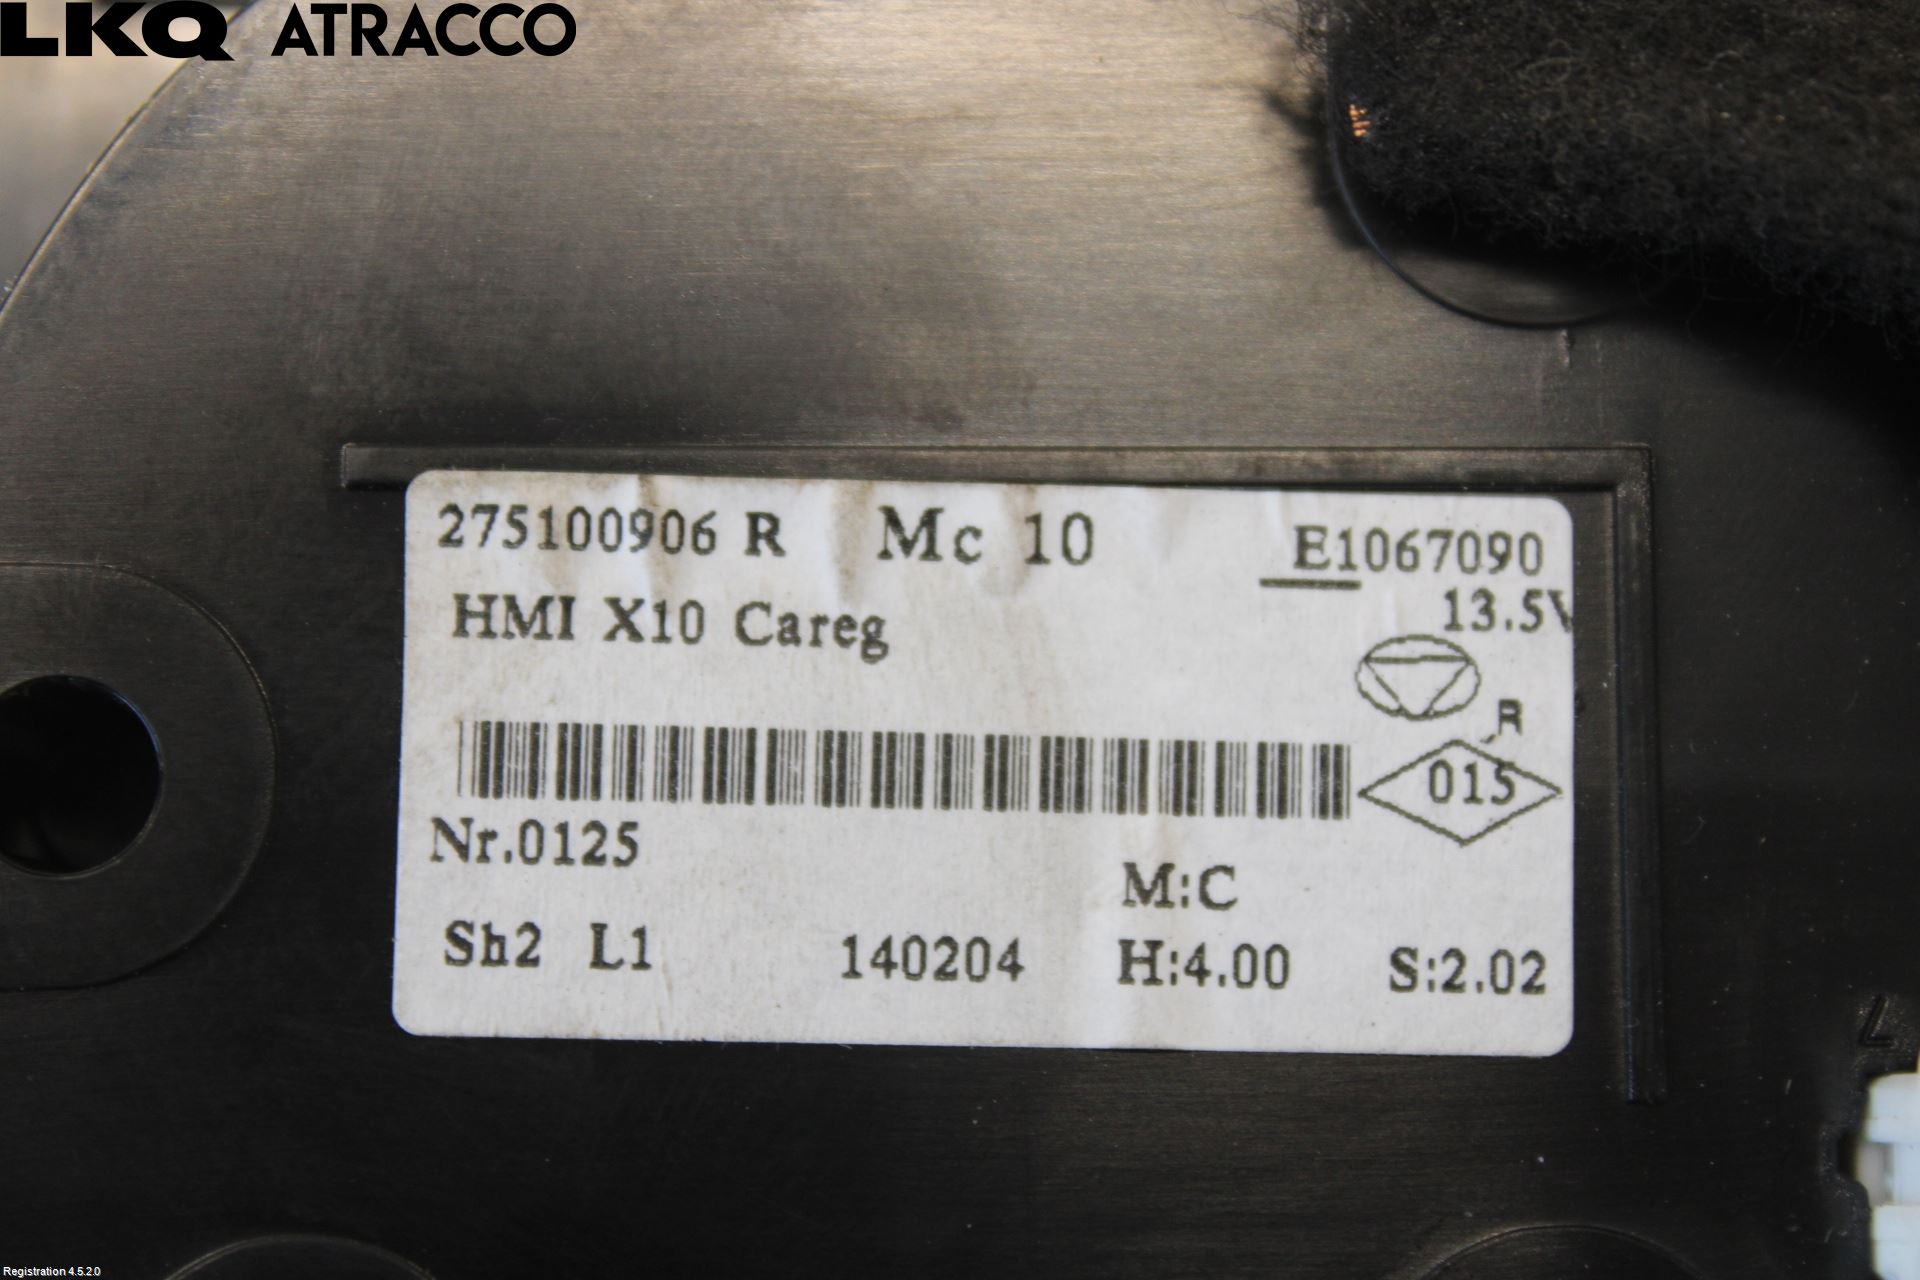 LKQ ATRACCO
275100906 R Mc 10 E1067090
HMI X10 Careg
13.5V
R
015
Nr.0125
M:C
Sh2 L1 140204 H:4.00 S:2.02
Registration 4.5.2.0